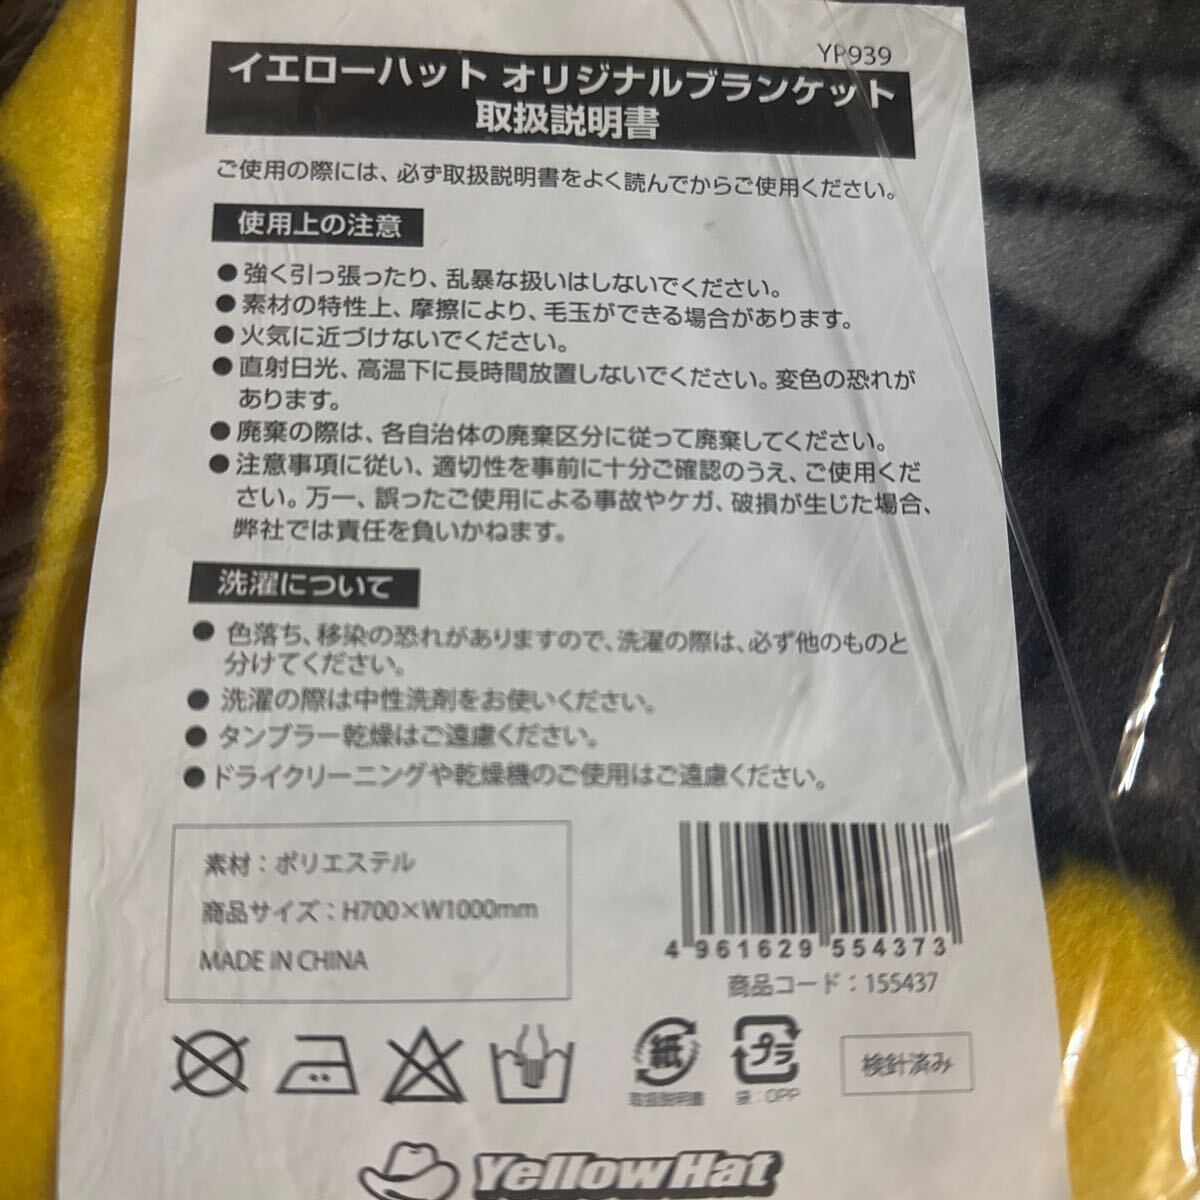 YP939
イエローハット オリジナルブランケット
取扱説明書
ご使用の際には、必ず取扱説明書をよく読んでからご使用ください。
使用上の注意
●強く引っ張ったり、乱暴な扱いはしないでください。
●素材の特性上、摩擦により、毛玉ができる場合があります。
●火気に近づけないでください。
●直射日光、高温下に長時間放置しないでください。変色の恐れが
あります。
●廃棄の際は、各自治体の廃棄区分に従って廃棄してください。
●注意事項に従い、適切性を事前に十分ご確認のうえ、ご使用くだ
さい。万一、誤ったご使用による事故やケガ、破損が生じた場合、
弊社では責任を負いかねます。
洗濯について
●色落ち、移染の恐れがありますので、洗濯の際は、必ず他のものと
分けてください。
●洗濯の際は中性洗剤をお使いください。
●タンブラー乾燥はご遠慮ください。
●ドライクリーニングや乾燥機のご使用はご遠慮ください。
素材：ポリエステル
商品サイズ：H700×W1000mm
MADE IN CHINA
4 961629 554373
商品コード：155437
紙
取扱説明書
プラ
袋：OPP
検針済み
YellowHat